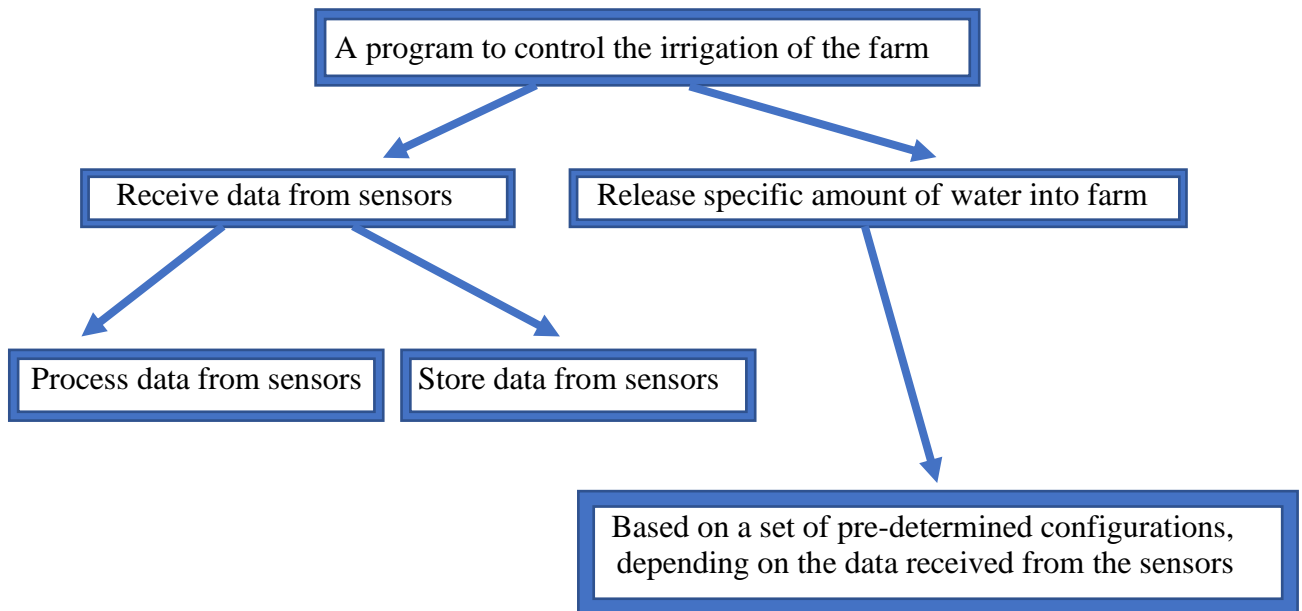 A program to control the irrigation of the farm
Receive data from sensors
Release specific amount of water into farm
Process data from sensors
Store data from sensors
Based on a set of pre-determined configurations,
depending on the data received from the sensors